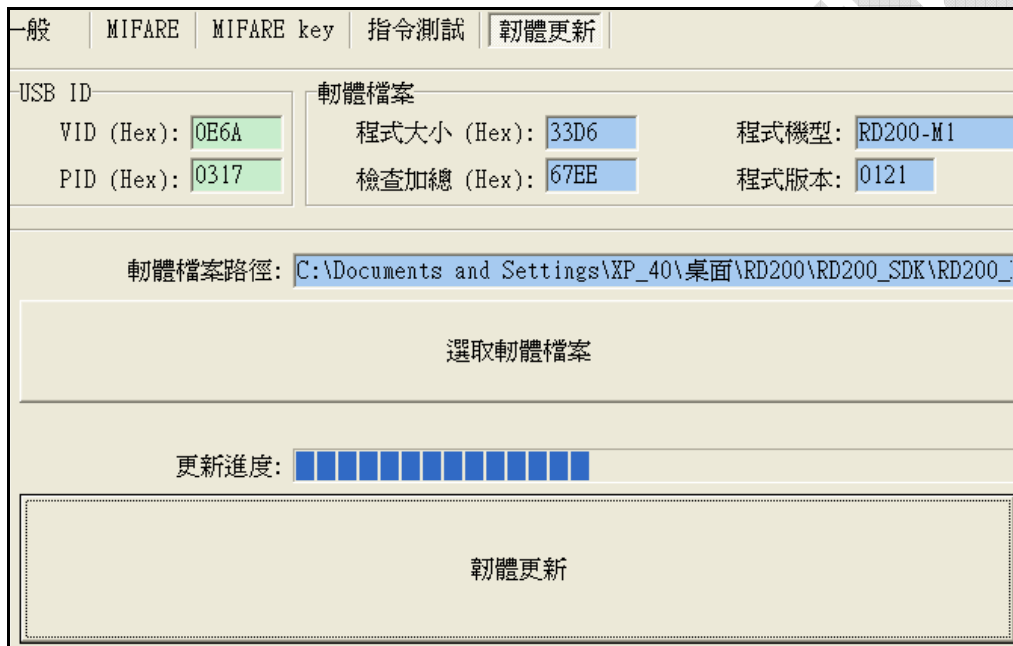 一般 MIFARE MIFARE key 指令測試 韌體更新
USB ID 軔體檔案
VID (Hex): 0E6A 程式大小 (Hex): 33D6 程式機型: RD200-M1
PID (Hex): 0317 檢查加總 (Hex): 67EE 程式版本: 0121
軔體檔案路徑: C:\Documents and Settings\XP_40\桌面\RD200\RD200_SDK\RD200_
選取軔體檔案
更新進度:
韌體更新